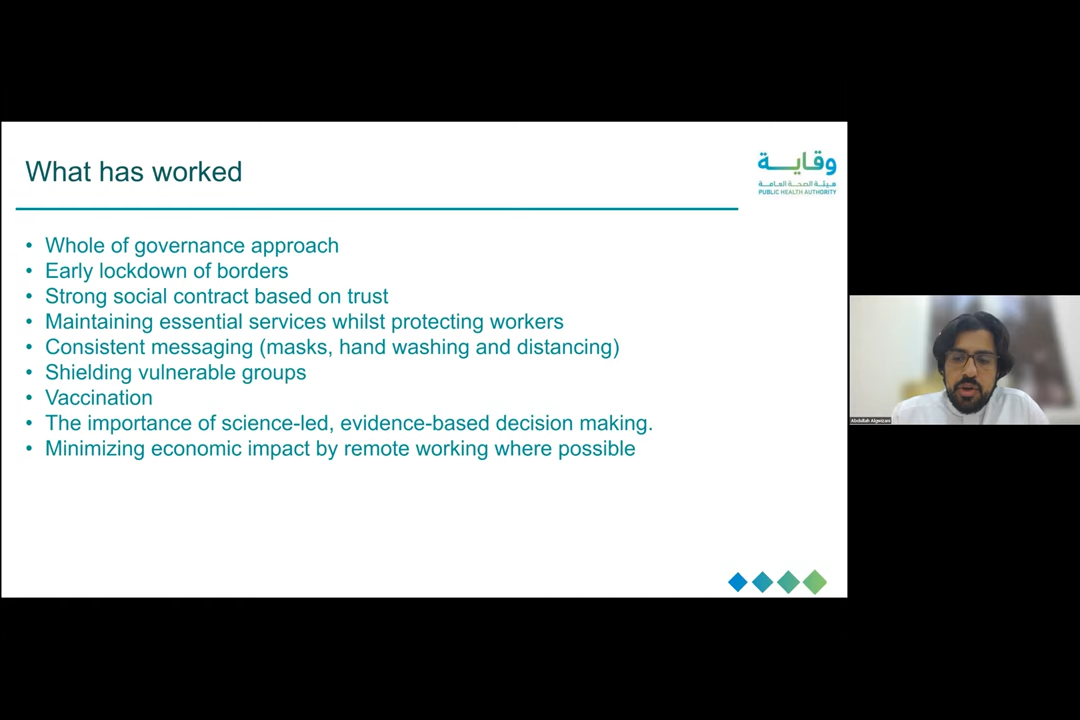 What has worked
وقاية
هيئة الصحة العامة
PUBLIC HEALTH AUTHORITY
• Whole of governance approach
• Early lockdown of borders
• Strong social contract based on trust
• Maintaining essential services whilst protecting workers
• Consistent messaging (masks, hand washing and distancing)
• Shielding vulnerable groups
• Vaccination
• The importance of science-led, evidence-based decision making.
• Minimizing economic impact by remote working where possible
Abdullah Algwizani